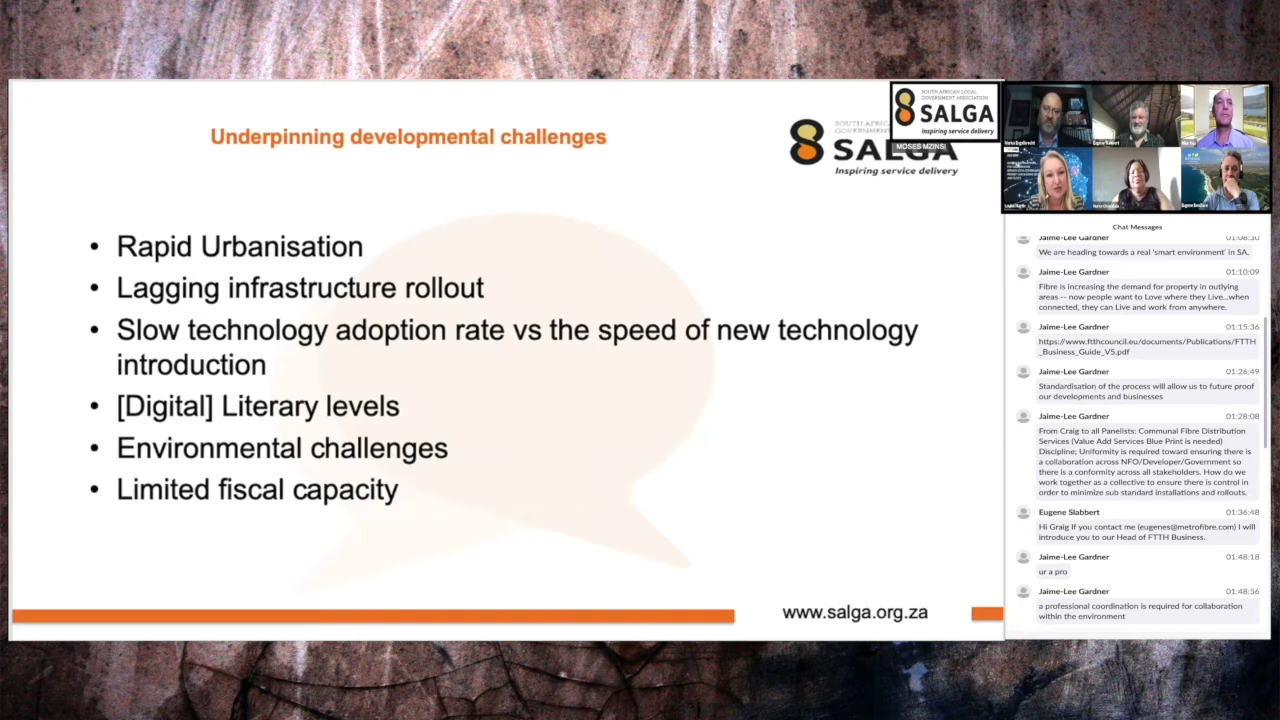 Underpinning developmental challenges
SOUTH AFRI
GOVERNMENT
SALGA
Inspiring service delivery
SOUTH AFRICAN LOCAL
GOVERNMENT ASSOCIATION
SALGA
Inspiring service delivery
MOSES MZINSI
• Rapid Urbanisation
• Lagging infrastructure rollout
• Slow technology adoption rate vs the speed of new technology
introduction
• [Digital] Literary levels
• Environmental challenges
• Limited fiscal capacity
www.salga.org.za
Chat Messages
Jaime-Lee Gardner 01:08:30
We are heading towards a real 'smart environment' in SA.
Jaime-Lee Gardner 01:10:09
Fibre is increasing the demand for property in outlying
areas -- now people want to Love where they Live...when
connected, they can Live and work from anywhere.
Jaime-Lee Gardner 01:15:36
https://www.ftthcouncil.eu/documents/Publications/FTTH
_Business_Guide_V5.pdf
Jaime-Lee Gardner 01:26:49
Standardisation of the process will allow us to future proof
our developments and businesses
Jaime-Lee Gardner 01:28:08
From Craig to all Panelists: Communal Fibre Distribution
Services (Value Add Services Blue Print is needed)
Discipline; Uniformity is required toward ensuring there is
a collaboration across NFO/Developer/Government so
there is a conformity across all stakeholders. How do we
work together as a collective to ensure there is control in
order to minimize sub standard installations and rollouts.
Eugene Slabbert 01:36:48
Hi Graig If you contact me (eugenes@metrofibre.com) I will
introduce you to our Head of FTTH Business.
Jaime-Lee Gardner 01:48:18
ur a pro
Jaime-Lee Gardner 01:48:56
a professional coordination is required for collaboration
within the environment